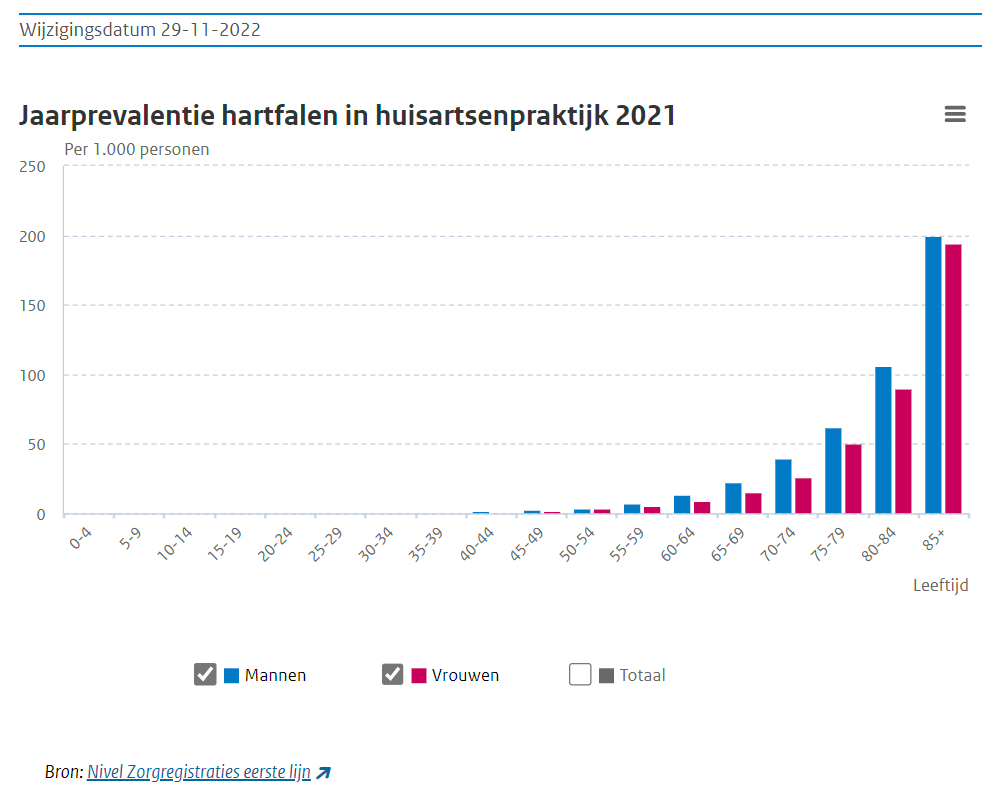 Wijzigingsdatum 29-11-2022
Jaarprevalentie hartfalen in huisartsenpraktijk 2021
Per 1.000 personen
250
200
150
100
50
0
0-4 5-9 10-14 15-19 20-24 25-29 30-34 35-39 40-44 45-49 50-54 55-59 60-64 65-69 70-74 75-79 80-84 85+
Leeftijd
Mannen Vrouwen Totaal
Bron: Nivel Zorgregistraties eerste lijn